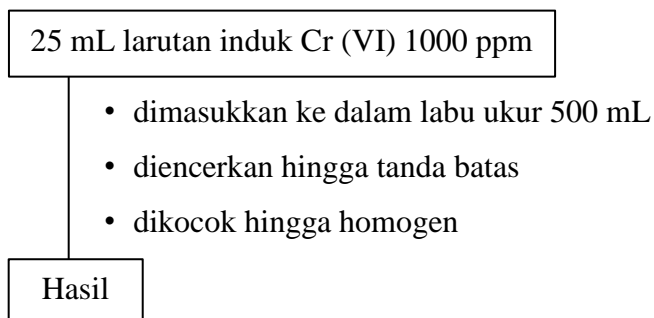 25 mL larutan induk Cr (VI) 1000 ppm
• dimasukkan ke dalam labu ukur 500 mL
• diencerkan hingga tanda batas
• dikocok hingga homogen
Hasil